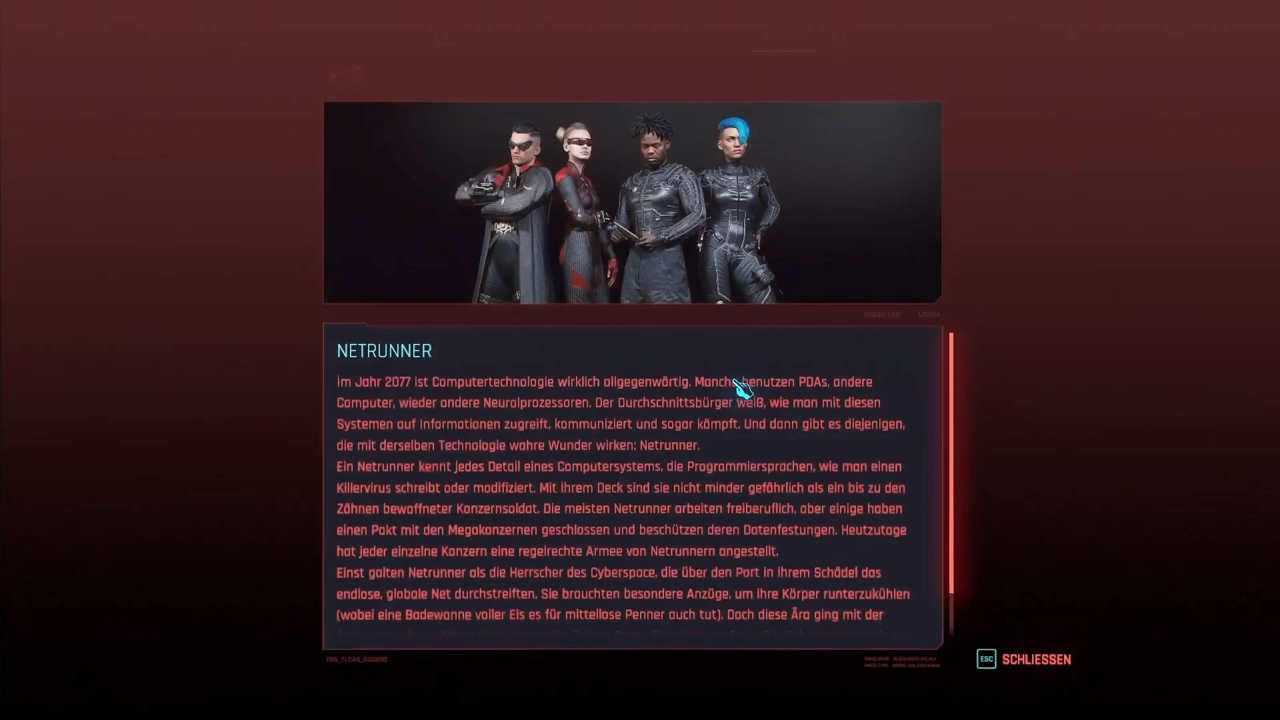 NETRUNNER
Im Jahr 2077 ist Computertechnologie wirklich allgegenwärtig. Manche benutzen PDAs, andere
Computer, wieder andere Neuralprozessoren. Der Durchschnittsbürger weiß, wie man mit diesen
Systemen auf Informationen zugreift, kommuniziert und sogar kämpft. Und dann gibt es diejenigen,
die mit derselben Technologie wahre Wunder wirken: Netrunner.
Ein Netrunner kennt jedes Detail eines Computersystems, die Programmiersprachen, wie man einen
Killervirus schreibt oder modifiziert. Mit ihrem Deck sind sie nicht minder gefährlich als ein bis zu den
Zähnen bewaffneter Konzernsoldat. Die meisten Netrunner arbeiten freiberuflich, aber einige haben
einen Pakt mit den Megakonzernen geschlossen und beschützen deren Datenfestungen. Heutzutage
hat jeder einzelne Konzern eine regelrechte Armee von Netrunnern angestellt.
Einst galten Netrunner als die Herrscher des Cyberspace, die über den Port in ihrem Schädel das
endlose, globale Net durchstreiften. Sie brauchten besondere Anzüge, um ihre Körper runterzukühlen
(wobei eine Badewanne voller Eis es für mittellose Penner auch tut). Doch diese Ära ging mit der
ESC SCHLIESSEN